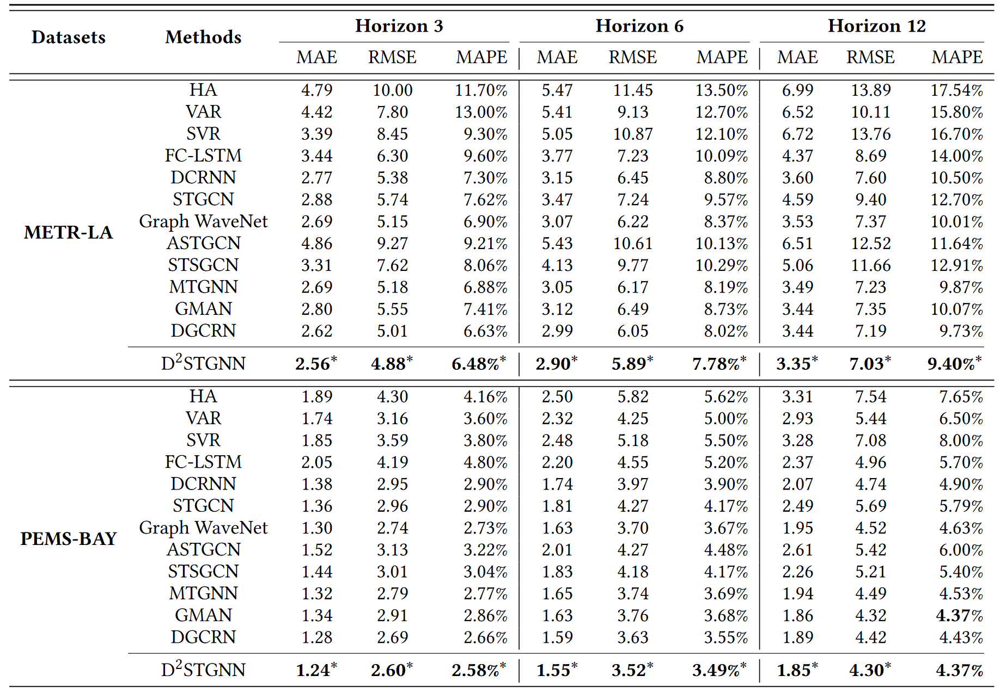 Datasets Methods Horizon 3 Horizon 6 Horizon 12
MAE RMSE MAPE MAE RMSE MAPE MAE RMSE MAPE
METR-LA
HA 4.79 10.00 11.70% 5.47 11.45 13.50% 6.99 13.89 17.54%
VAR 4.42 7.80 13.00% 5.41 9.13 12.70% 6.52 10.11 15.80%
SVR 3.39 8.45 9.30% 5.05 10.87 12.10% 6.72 13.76 16.70%
FC-LSTM 3.44 6.30 9.60% 3.77 7.23 10.09% 4.37 8.69 14.00%
DCRNN 2.77 5.38 7.30% 3.15 6.45 8.80% 3.60 7.60 10.50%
STGCN 2.88 5.74 7.62% 3.47 7.24 9.57% 4.59 9.40 12.70%
Graph WaveNet 2.69 5.15 6.90% 3.07 6.22 8.37% 3.53 7.37 10.01%
ASTGCN 4.86 9.27 9.21% 5.43 10.61 10.13% 6.51 12.52 11.64%
STSGCN 3.31 7.62 8.06% 4.13 9.77 10.29% 5.06 11.66 12.91%
MTGNN 2.69 5.18 6.88% 3.05 6.17 8.19% 3.49 7.23 9.87%
GMAN 2.80 5.55 7.41% 3.12 6.49 8.73% 3.44 7.35 10.07%
DGCRN 2.62 5.01 6.63% 2.99 6.05 8.02% 3.44 7.19 9.73%
D²STGNN 2.56* 4.88* 6.48%* 2.90* 5.89* 7.78%* 3.35* 7.03* 9.40%*
PEMS-BAY
HA 1.89 4.30 4.16% 2.50 5.82 5.62% 3.31 7.54 7.65%
VAR 1.74 3.16 3.60% 2.32 4.25 5.00% 2.93 5.44 6.50%
SVR 1.85 3.59 3.80% 2.48 5.18 5.50% 3.28 7.08 8.00%
FC-LSTM 2.05 4.19 4.80% 2.20 4.55 5.20% 2.37 4.96 5.70%
DCRNN 1.38 2.95 2.90% 1.74 3.97 3.90% 2.07 4.74 4.90%
STGCN 1.36 2.96 2.90% 1.81 4.27 4.17% 2.49 5.69 5.79%
Graph WaveNet 1.30 2.74 2.73% 1.63 3.70 3.67% 1.95 4.52 4.63%
ASTGCN 1.52 3.13 3.22% 2.01 4.27 4.48% 2.61 5.42 6.00%
STSGCN 1.44 3.01 3.04% 1.83 4.18 4.17% 2.26 5.21 5.40%
MTGNN 1.32 2.79 2.77% 1.65 3.74 3.69% 1.94 4.49 4.53%
GMAN 1.34 2.91 2.86% 1.63 3.76 3.68% 1.86 4.32 4.37%
DGCRN 1.28 2.69 2.66% 1.59 3.63 3.55% 1.89 4.42 4.43%
D²STGNN 1.24* 2.60* 2.58%* 1.55* 3.52* 3.49%* 1.85* 4.30* 4.37%